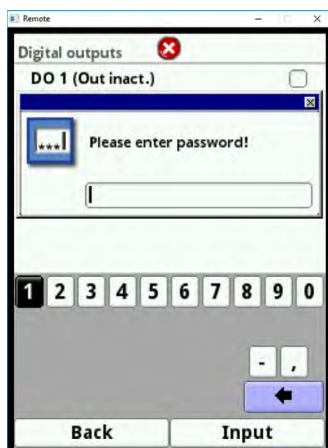 Remote
Digital outputs
DO 1 (Out inact.)
...
Please enter password!
1 2 3 4 5 6 7 8 9 0
- ,
Back Input